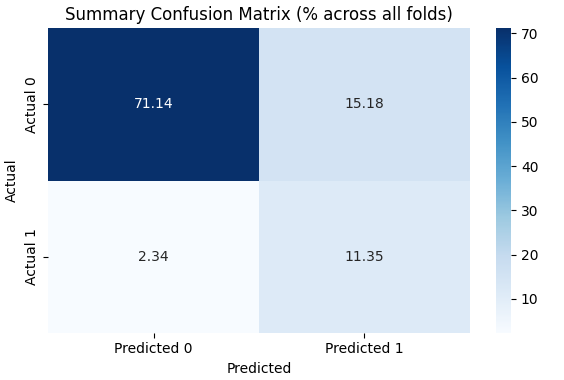 Summary Confusion Matrix (% across all folds)
Actual
Actual 0
71.14
15.18
Actual 1
2.34
11.35
Predicted 0
Predicted 1
Predicted
70
60
50
40
30
20
10